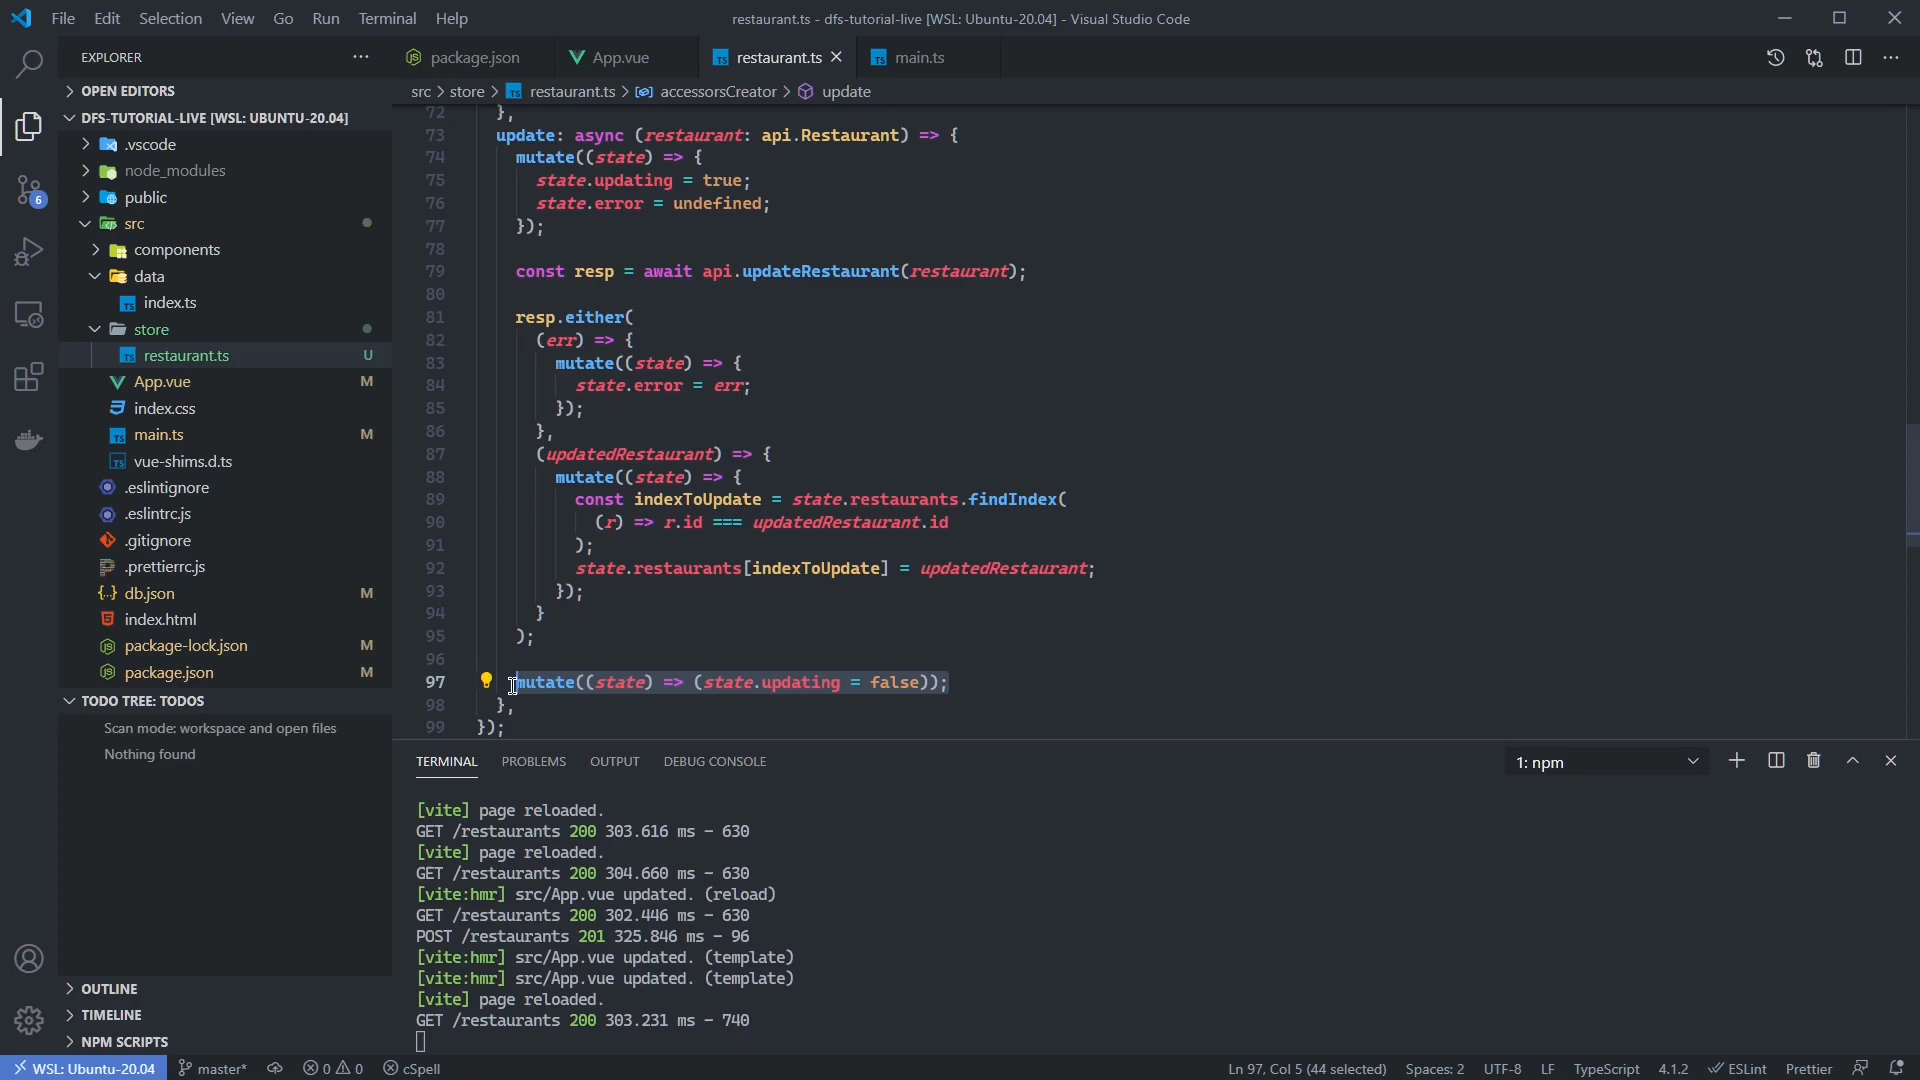 File Edit Selection View Go Run Terminal Help
restaurant.ts - dfs-tutorial-live [WSL: Ubuntu-20.04] - Visual Studio Code
EXPLORER
OPEN EDITORS
DFS-TUTORIAL-LIVE [WSL: UBUNTU-20.04]
.vscode
node_modules
public
src
components
data
index.ts
store
restaurant.ts U
App.vue M
index.css
main.ts M
vue-shims.d.ts
.eslintignore
.eslintrc.js
.gitignore
.prettierrc.js
db.json M
index.html
package-lock.json M
package.json M
TODO TREE: TODOS
Scan mode: workspace and open files
Nothing found
OUTLINE
TIMELINE
NPM SCRIPTS
6
package.json App.vue restaurant.ts main.ts
src > store > restaurant.ts > accessorsCreator > update
72 },
73 update: async (restaurant: api.Restaurant) => {
74 mutate((state) => {
75 state.updating = true;
76 state.error = undefined;
77 });
78
79 const resp = await api.updateRestaurant(restaurant);
80
81 resp.either(
82 (err) => {
83 mutate((state) => {
84 state.error = err;
85 });
86 },
87 (updatedRestaurant) => {
88 mutate((state) => {
89 const indexToUpdate = state.restaurants.findIndex(
90 (r) => r.id === updatedRestaurant.id
91 );
92 state.restaurants[indexToUpdate] = updatedRestaurant;
93 });
94 }
95 );
96
97 mutate((state) => (state.updating = false));
98 },
99 });
TERMINAL PROBLEMS OUTPUT DEBUG CONSOLE 1: npm
[vite] page reloaded.
GET /restaurants 200 303.616 ms - 630
[vite] page reloaded.
GET /restaurants 200 304.660 ms - 630
[vite:hmr] src/App.vue updated. (reload)
GET /restaurants 200 302.446 ms - 630
POST /restaurants 201 325.846 ms - 96
[vite:hmr] src/App.vue updated. (template)
[vite:hmr] src/App.vue updated. (template)
[vite] page reloaded.
GET /restaurants 200 303.231 ms - 740
WSL: Ubuntu-20.04 master* 0 0 cSpell Ln 97, Col 5 (44 selected) Spaces: 2 UTF-8 LF TypeScript 4.1.2 ESLint Prettier